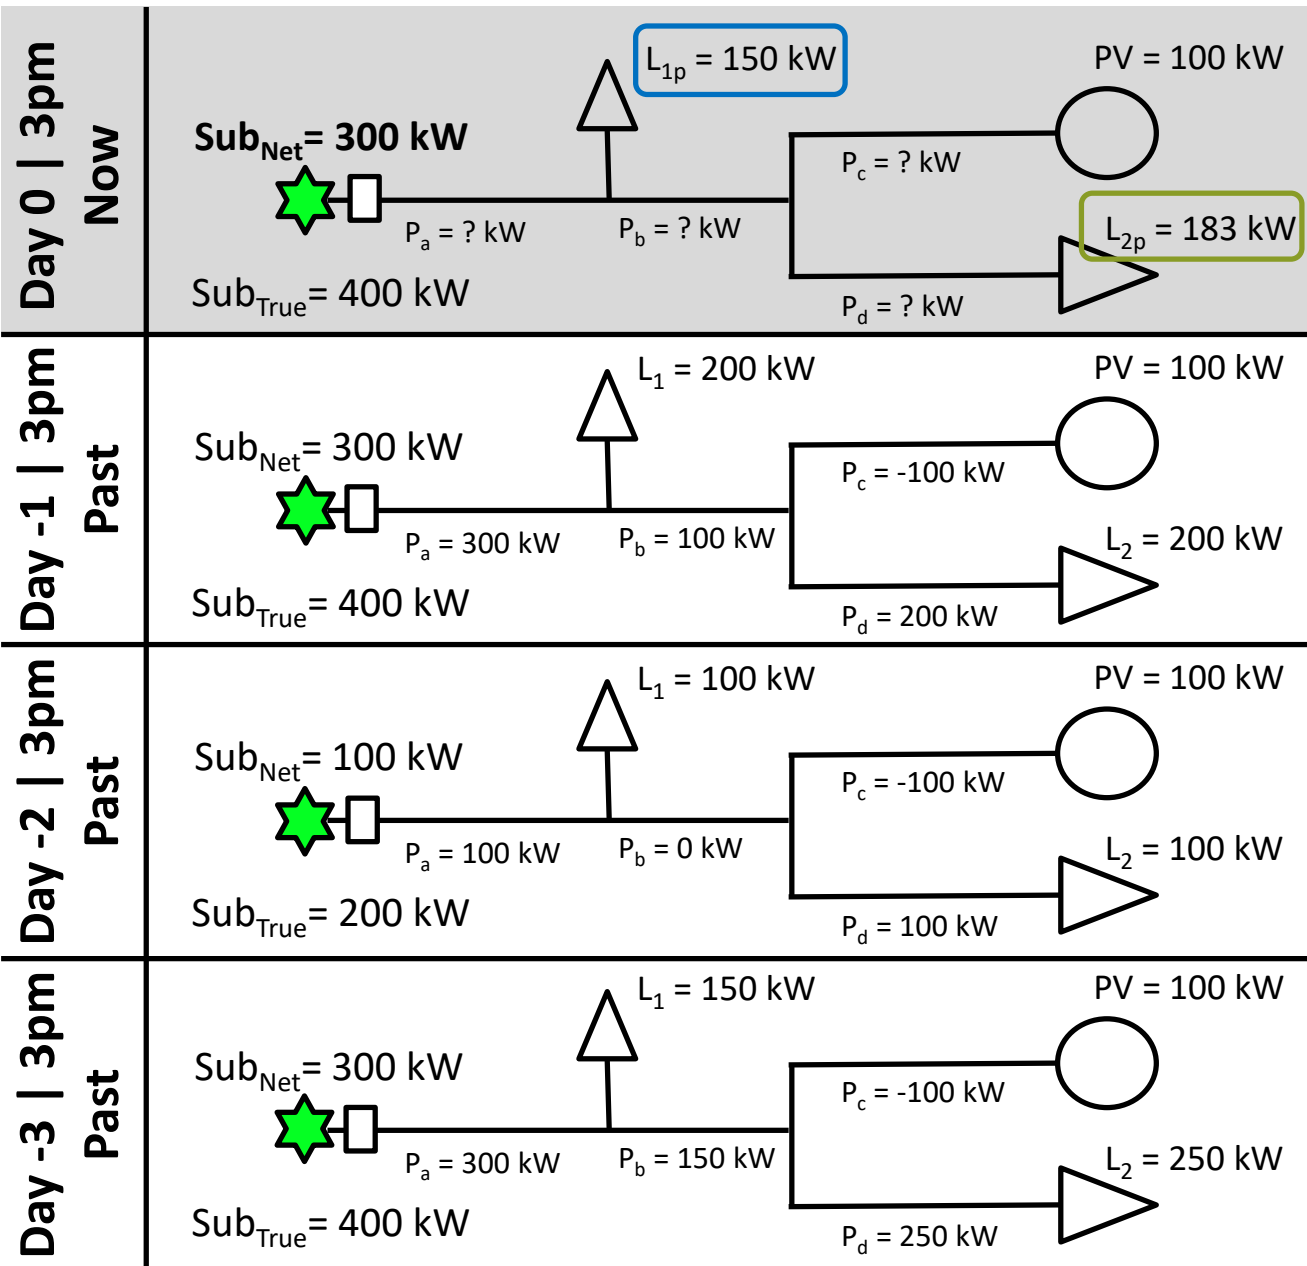 Day 0 | 3pm
Now
L1p = 150 kW
PV = 100 kW
SubNet= 300 kW
Pc = ? kW
L2p = 183 kW
Pa = ? kW
Pb = ? kW
SubTrue= 400 kW
Pd = ? kW
Day -1 | 3pm
Past
L1 = 200 kW
PV = 100 kW
SubNet= 300 kW
Pc = -100 kW
L2 = 200 kW
Pa = 300 kW
Pb = 100 kW
SubTrue= 400 kW
Pd = 200 kW
Day -2 | 3pm
Past
L1 = 100 kW
PV = 100 kW
SubNet= 100 kW
Pc = -100 kW
L2 = 100 kW
Pa = 100 kW
Pb = 0 kW
SubTrue= 200 kW
Pd = 100 kW
Day -3 | 3pm
Past
L1 = 150 kW
PV = 100 kW
SubNet= 300 kW
Pc = -100 kW
L2 = 250 kW
Pa = 300 kW
Pb = 150 kW
SubTrue= 400 kW
Pd = 250 kW